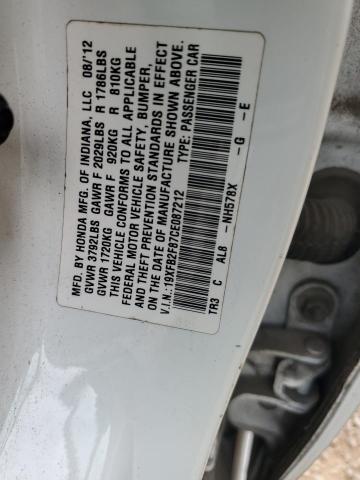 MFD. BY HONDA MFG. OF INDIANA, LLC 08/'12
GVWR 3792LBS GAWR F 2029LBS R 1786LBS
GVWR 1720KG GAWR F 920KG R 810KG
THIS VEHICLE CONFORMS TO ALL APPLICABLE
FEDERAL MOTOR VEHICLE SAFETY, BUMPER,
AND THEFT PREVENTION STANDARDS IN EFFECT
ON THE DATE OF MANUFACTURE SHOWN ABOVE.
V.I.N.:19XFB2F87CE087212 TYPE: PASSENGER CAR
TR3 C AL8 -NH578X -G -E